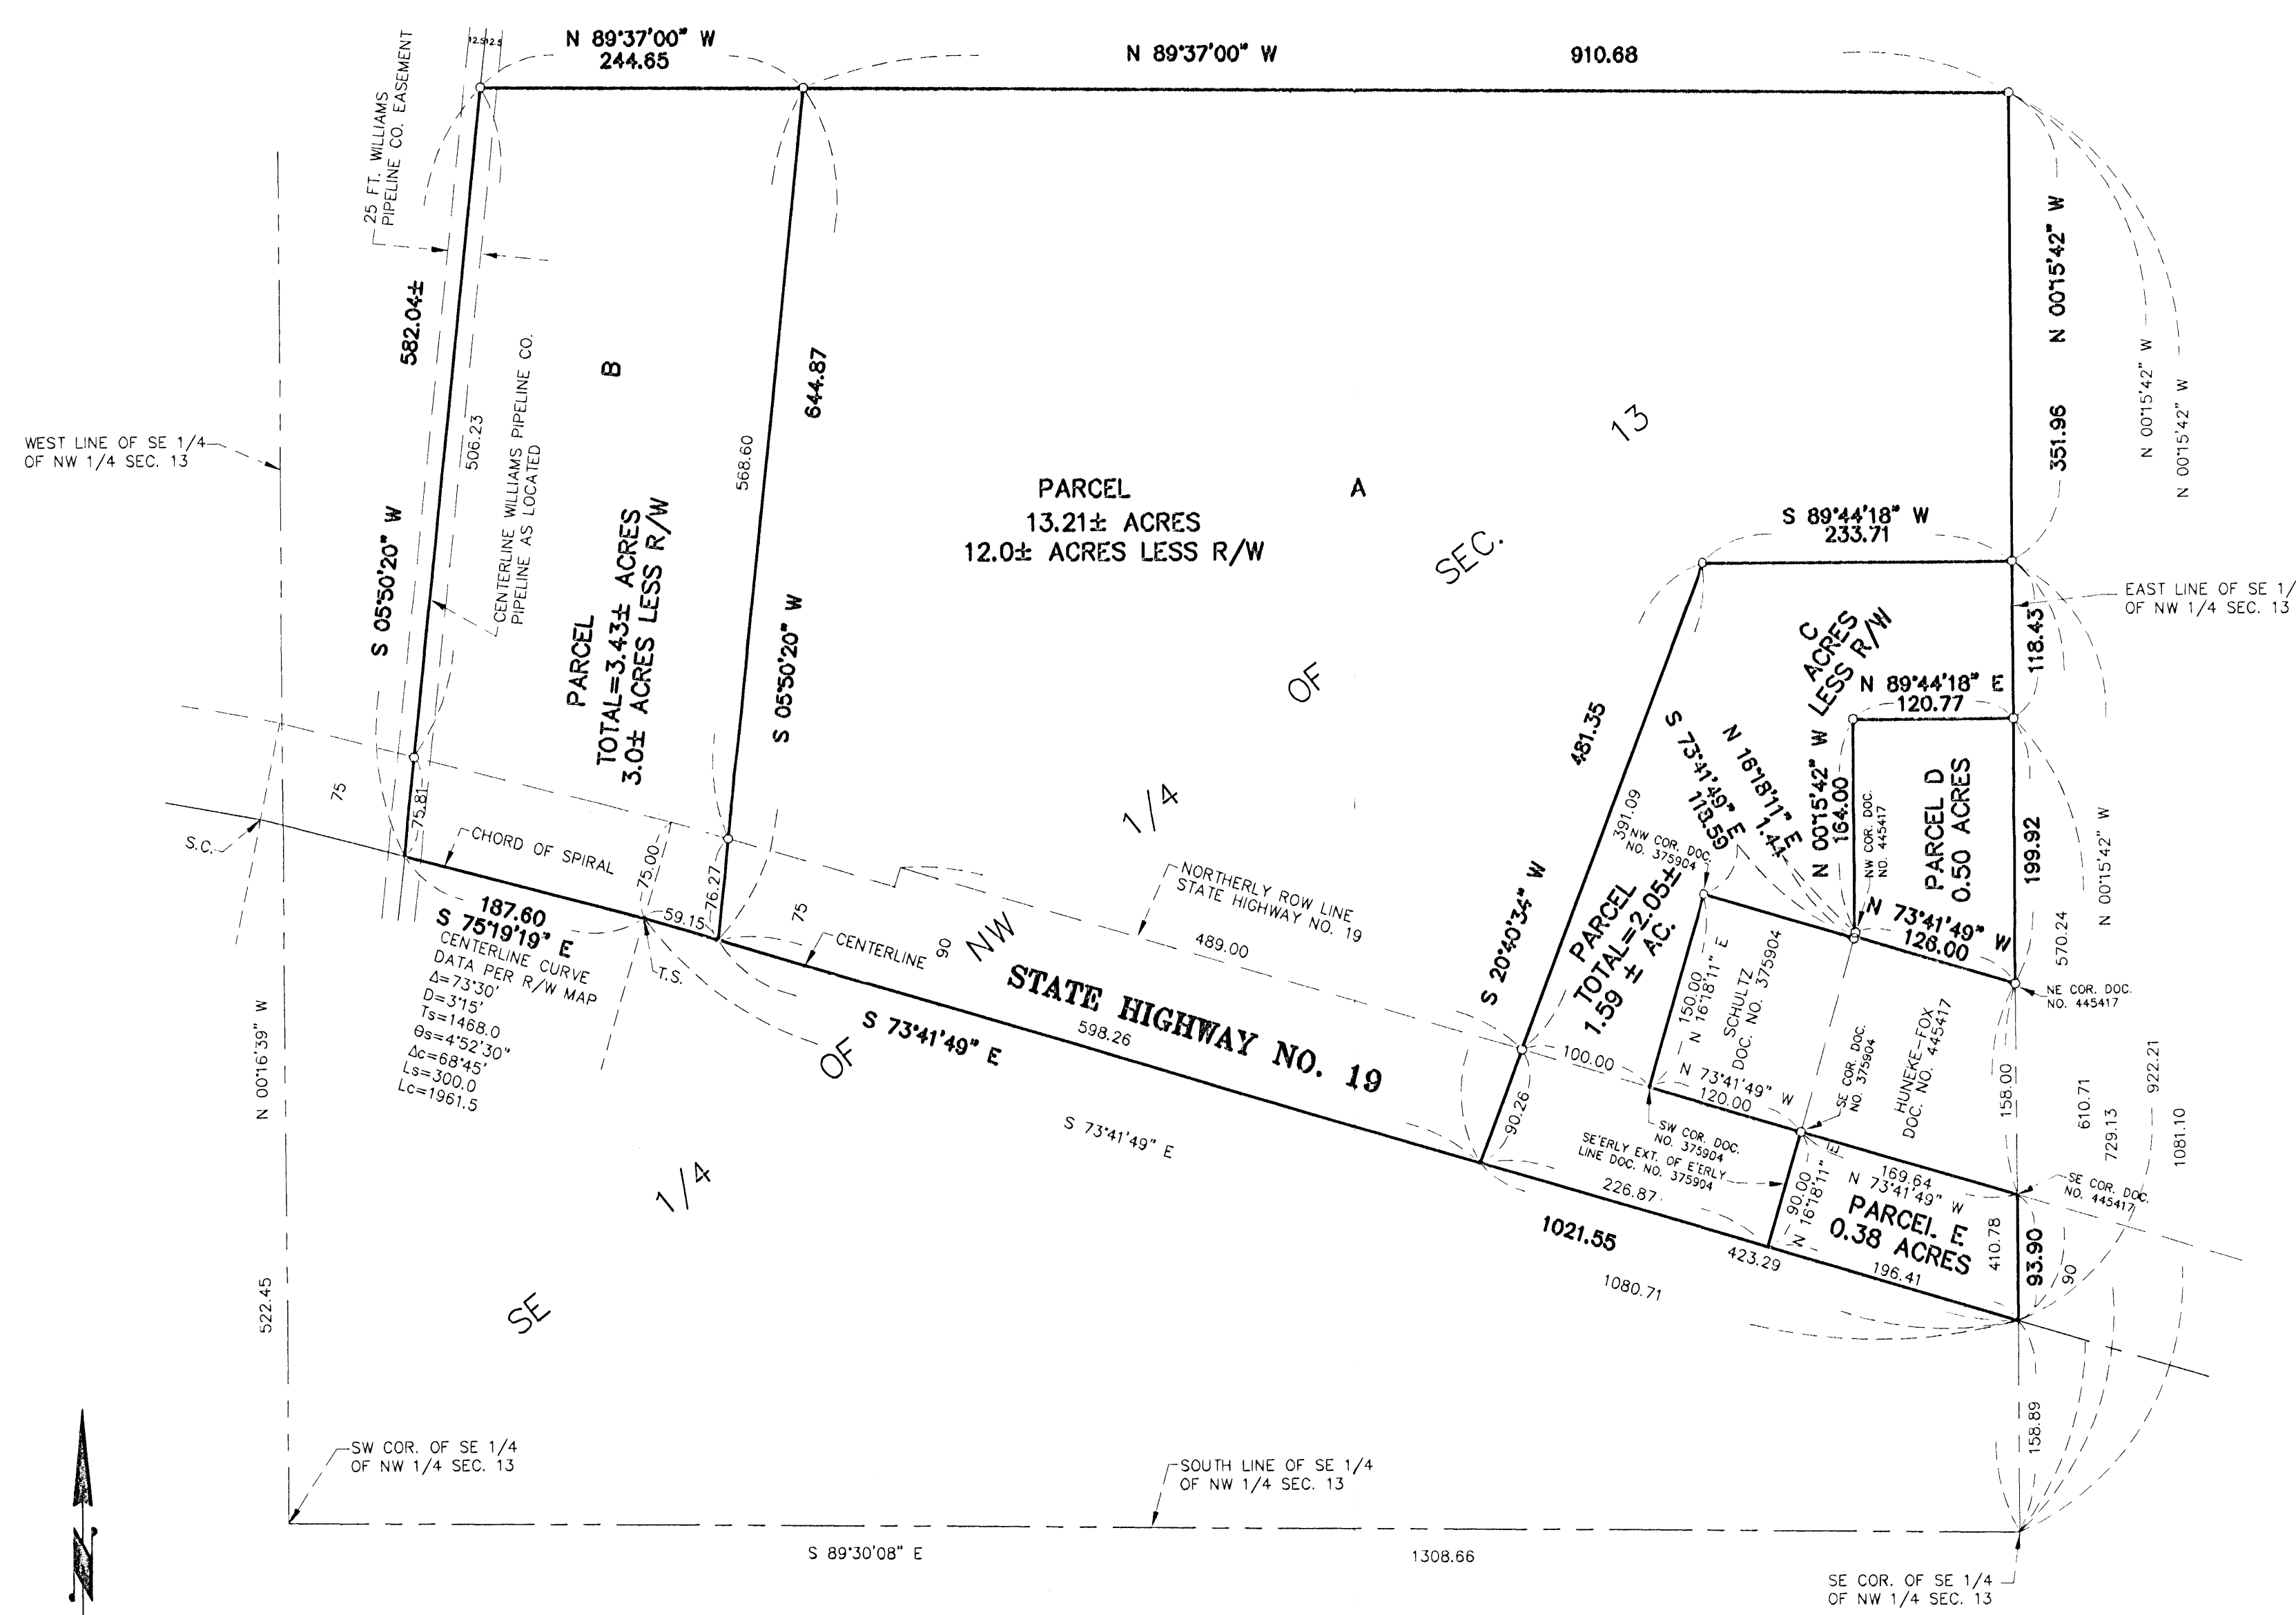 12.5
12.5
N 89°37'00" W
244.65
N 89°37'00" W
910.68
25 FT. WILLIAMS
PIPELINE CO. EASEMENT
582.04±
506.23
B
644.87
568.60
N 00°15'42" W
351.96
N 00°15'42" W
N 00°15'42" W
WEST LINE OF SE 1/4
OF NW 1/4 SEC. 13
CENTERLINE WILLIAMS PIPELINE CO.
PIPELINE AS LOCATED
PARCEL
A
13.21± ACRES
12.0± ACRES LESS R/W
13
SEC.
OF
1/4
NW
OF
1/4
SE
S 89°44'18" W
233.71
EAST LINE OF SE 1/
OF NW 1/4 SEC. 13
S 05°50'20" W
PARCEL
TOTAL=3.43± ACRES
3.0± ACRES LESS R/W
S 05°50'20" W
481.35
391.09
S 20°40'34" W
C
ACRES
LESS R/W
118.43
N 89°44'18" E
120.77
S 73°41'49" E
N 16°18'11" E
1.44
N 00°15'42" W
164.00
NW COR. DOC.
NO. 445417
PARCEL D
0.50 ACRES
199.92
N 00°15'42" W
570.24
N 73°41'49" W
126.00
NW COR. DOC.
NO. 375904
PARCEL
TOTAL=2.05±
1.59 ± AC.
75
75.81
S.C.
CHORD OF SPIRAL
75.00
76.27
59.15
187.60
S 75°19'19" E
CENTERLINE CURVE
DATA PER R/W MAP
Δ=73°30'
D=3°15'
Ts=1468.0
Θs=4°52'30"
Δc=68°45'
Ls=300.0
Lc=1961.5
T.S.
75
90
CENTERLINE
NORTHERLY ROW LINE
STATE HIGHWAY NO. 19
489.00
STATE HIGHWAY NO. 19
S 73°41'49" E
598.26
S 73°41'49" E
100.00
150.00
N 16°18'11" E
SCHULTZ
DOC. NO. 375904
N 73°41'49" W
120.00
SE COR. DOC.
NO. 375904
HUNEKE-FOX
DOC. NO. 445417
NE COR. DOC.
NO. 445417
158.00
610.71
729.13
922.21
1081.10
90.26
SW COR. DOC.
NO. 375904
SE'ERLY EXT. OF E'ERLY
LINE DOC. NO. 375904
226.87
90.00
N 16°18'11"
E
169.64
N 73°41'49" W
PARCEL E
0.38 ACRES
410.78
93.90
90
SE COR. DOC.
NO. 445417
1021.55
423.29
196.41
1080.71
N 00°16'39" W
522.45
158.89
SW COR. OF SE 1/4
OF NW 1/4 SEC. 13
SOUTH LINE OF SE 1/4
OF NW 1/4 SEC. 13
S 89°30'08" E
1308.66
SE COR. OF SE 1/4
OF NW 1/4 SEC. 13
N